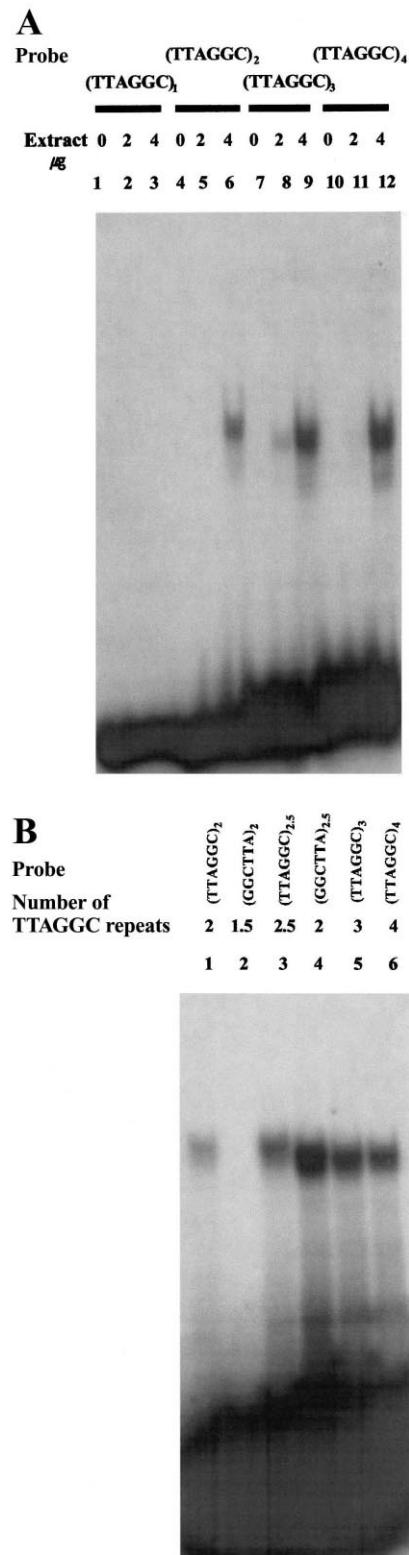 A
Probe (TTAGGC)2 (TTAGGC)4
(TTAGGC)1 (TTAGGC)3
Extract 0 2 4 0 2 4 0 2 4 0 2 4
µg
1 2 3 4 5 6 7 8 9 10 11 12
B
Probe (TTAGGC)2 (GGCTTA)2 (TTAGGC)2.5 (GGCTTA)2.5 (TTAGGC)3 (TTAGGC)4
Number of
TTAGGC repeats 2 1.5 2.5 2 3 4
1 2 3 4 5 6